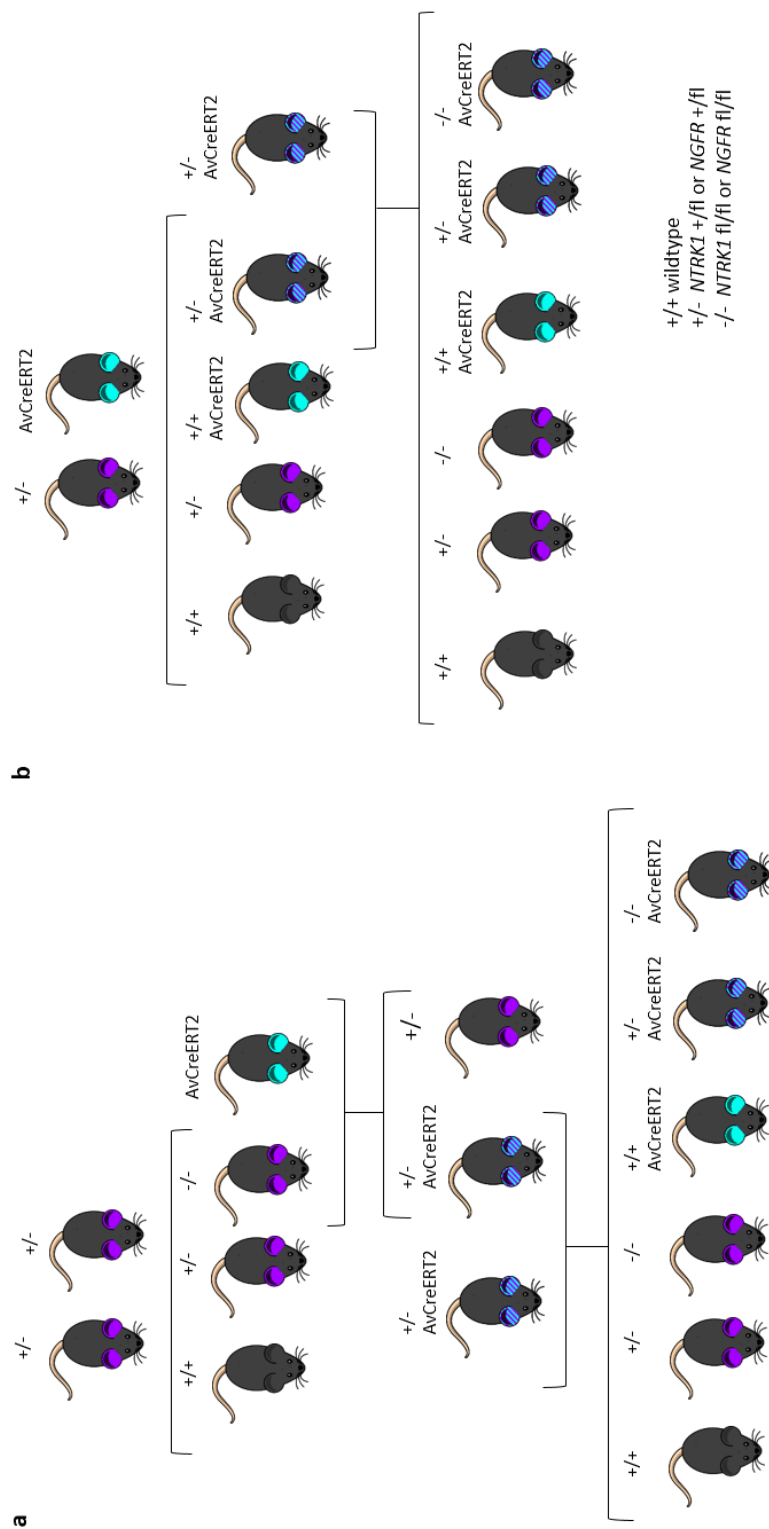 a
+/-
+/-
+/+
+/-
-/-
AvCreERT2
+/-
AvCreERT2
+/-
AvCreERT2
+/-
+/+
+/-
-/-
+/+
AvCreERT2
+/-
AvCreERT2
-/-
AvCreERT2
b
+/-
AvCreERT2
+/+
+/-
+/+
AvCreERT2
+/-
AvCreERT2
+/-
AvCreERT2
+/+
+/-
-/-
+/+
AvCreERT2
+/-
AvCreERT2
-/-
AvCreERT2
+/+ wildtype
+/- NTRK1 +/fl or NGFR +/fl
-/- NTRK1 fl/fl or NGFR fl/fl